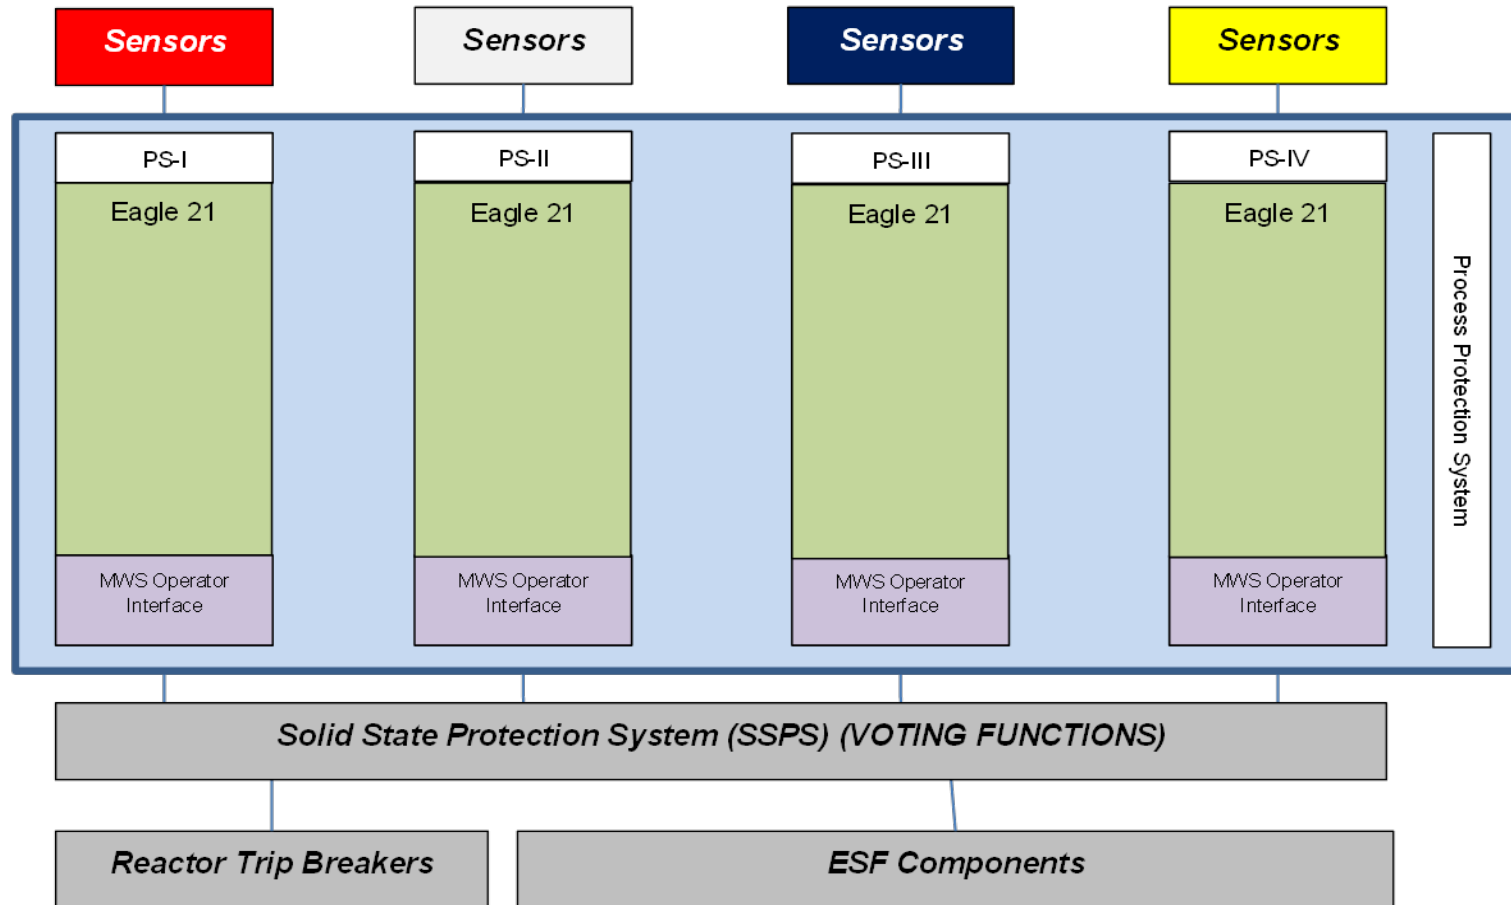 Sensors
Sensors
Sensors
Sensors
PS-I
PS-II
PS-III
PS-IV
Eagle 21
Eagle 21
Eagle 21
Eagle 21
Process Protection System
MWS Operator
Interface
MWS Operator
Interface
MWS Operator
Interface
MWS Operator
Interface
Solid State Protection System (SSPS) (VOTING FUNCTIONS)
Reactor Trip Breakers
ESF Components